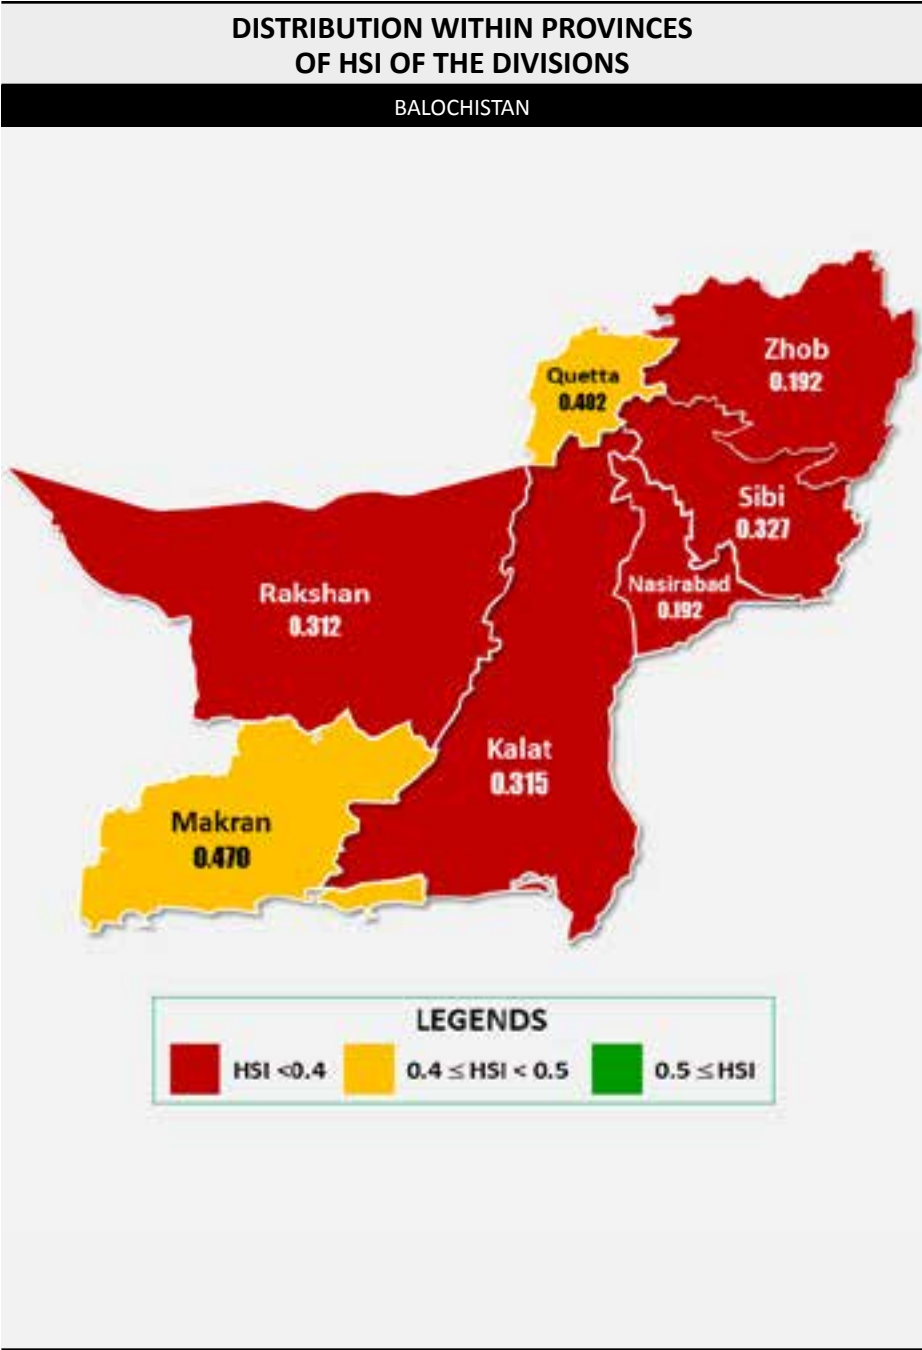 DISTRIBUTION WITHIN PROVINCES
OF HSI OF THE DIVISIONS
BALOCHISTAN
Zhob
0.192
Quetta
0.402
Sibi
0.327
Nasirabad
0.192
Rakshan
0.312
Kalat
0.315
Makran
0.470
LEGENDS
HSI <0.4
0.4 ≤ HSI < 0.5
0.5 ≤ HSI